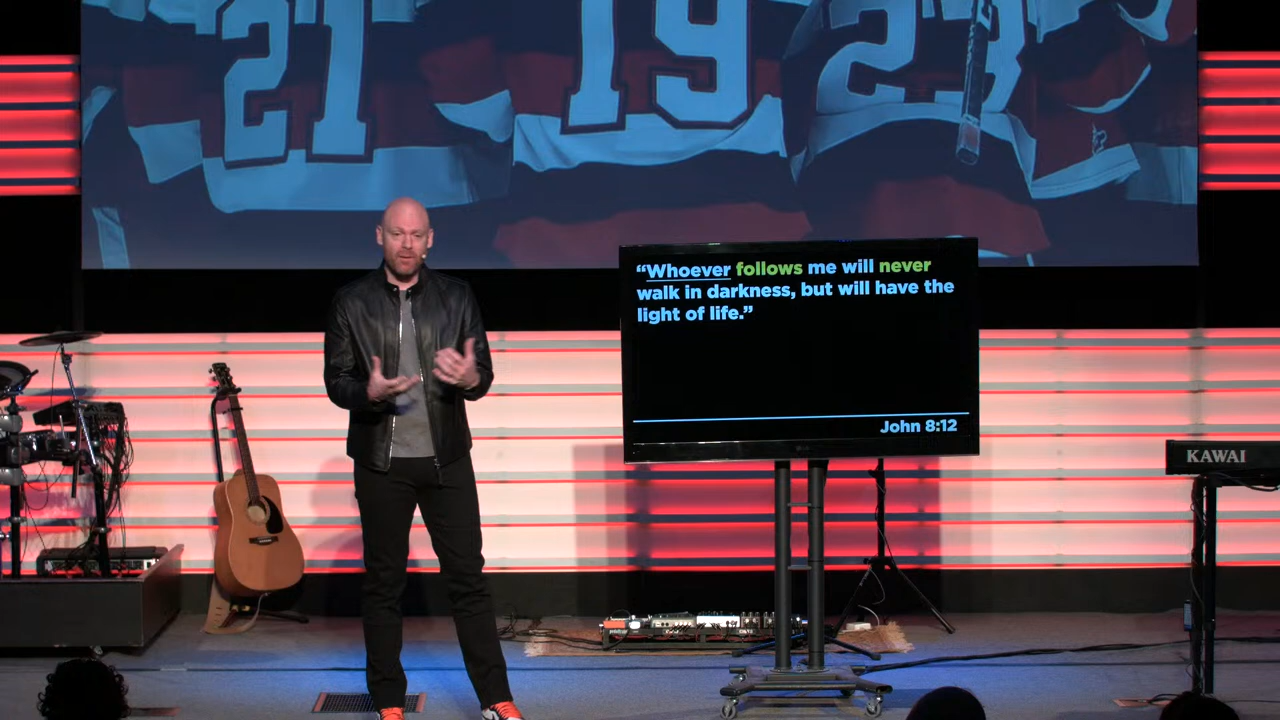 21
19
23
“Whoever follows me will never
walk in darkness, but will have the
light of life.”
John 8:12
KAWAI